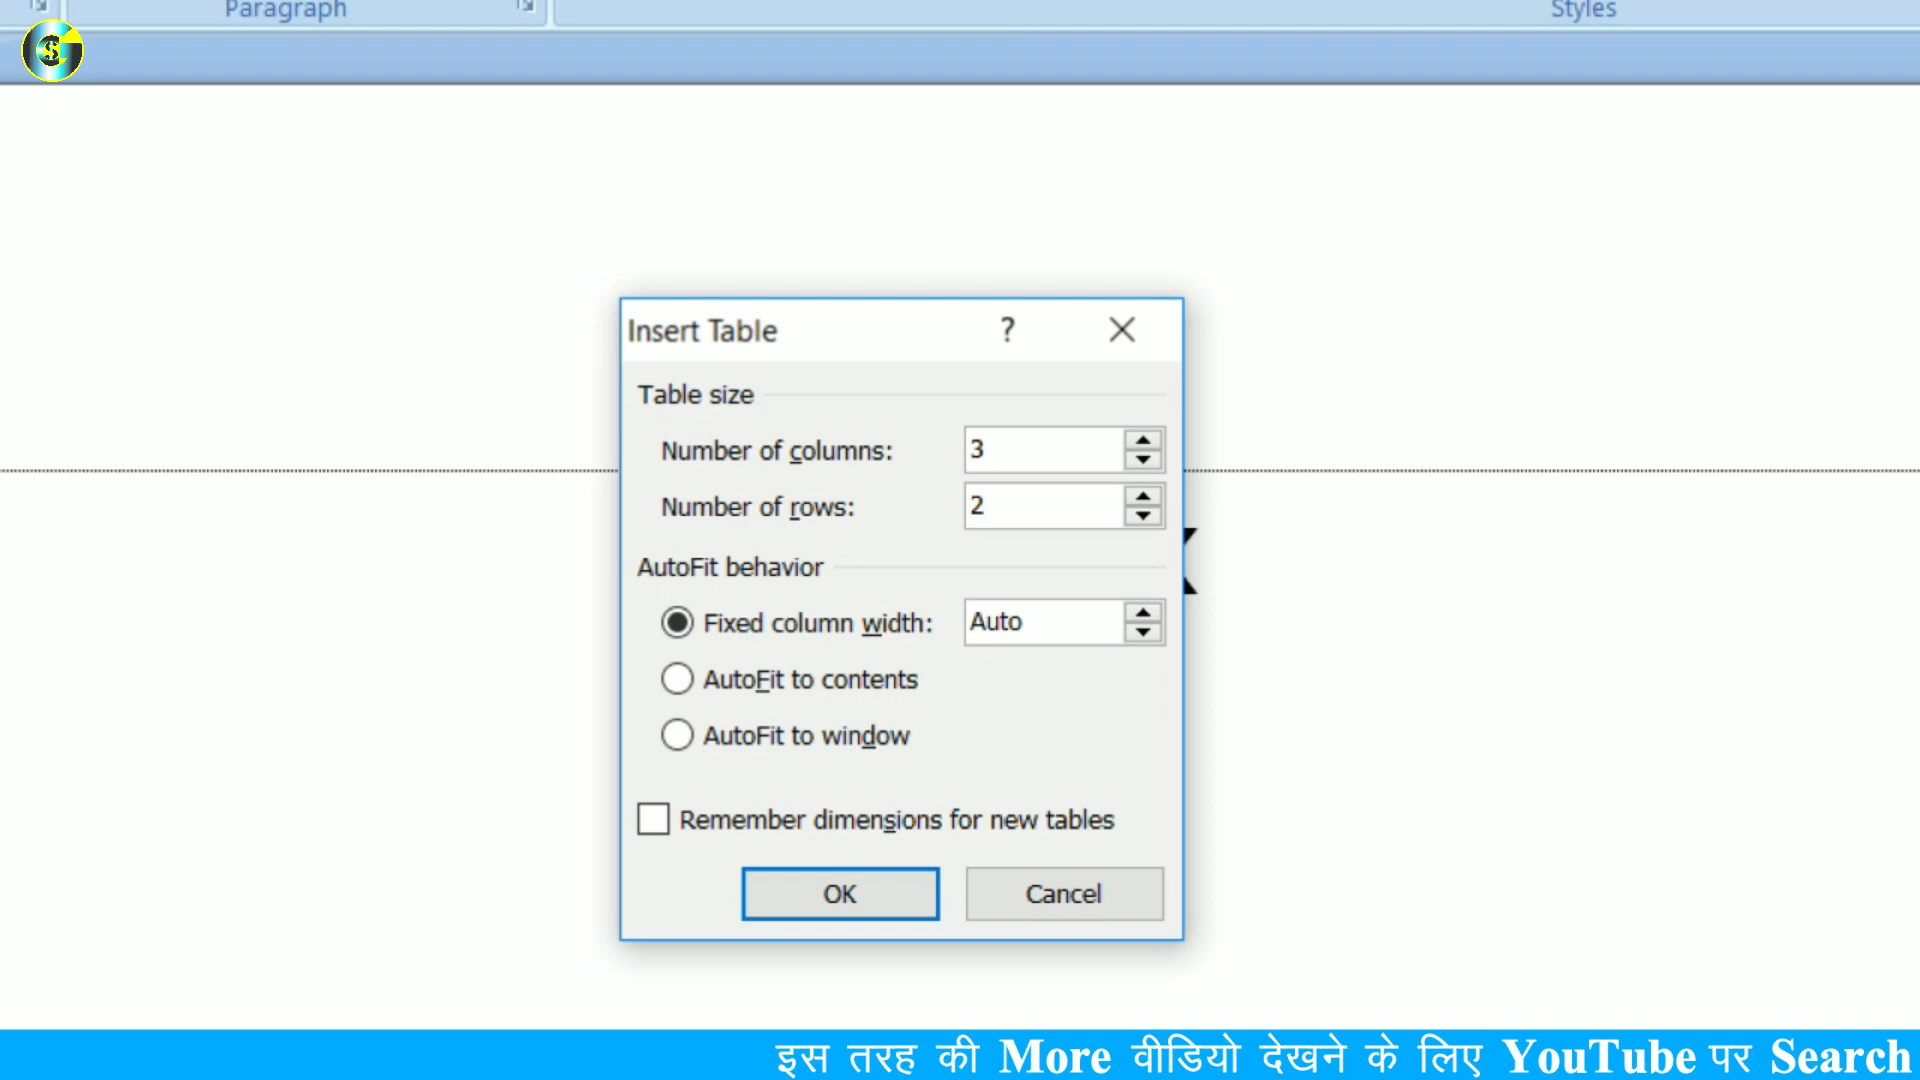 Paragraph Styles
Insert Table ?
Table size
Number of columns: 3
Number of rows: 2
AutoFit behavior
Fixed column width: Auto
AutoFit to contents
AutoFit to window
Remember dimensions for new tables
OK Cancel
इस तरह की More वीडियो देखने के लिए YouTube पर Search